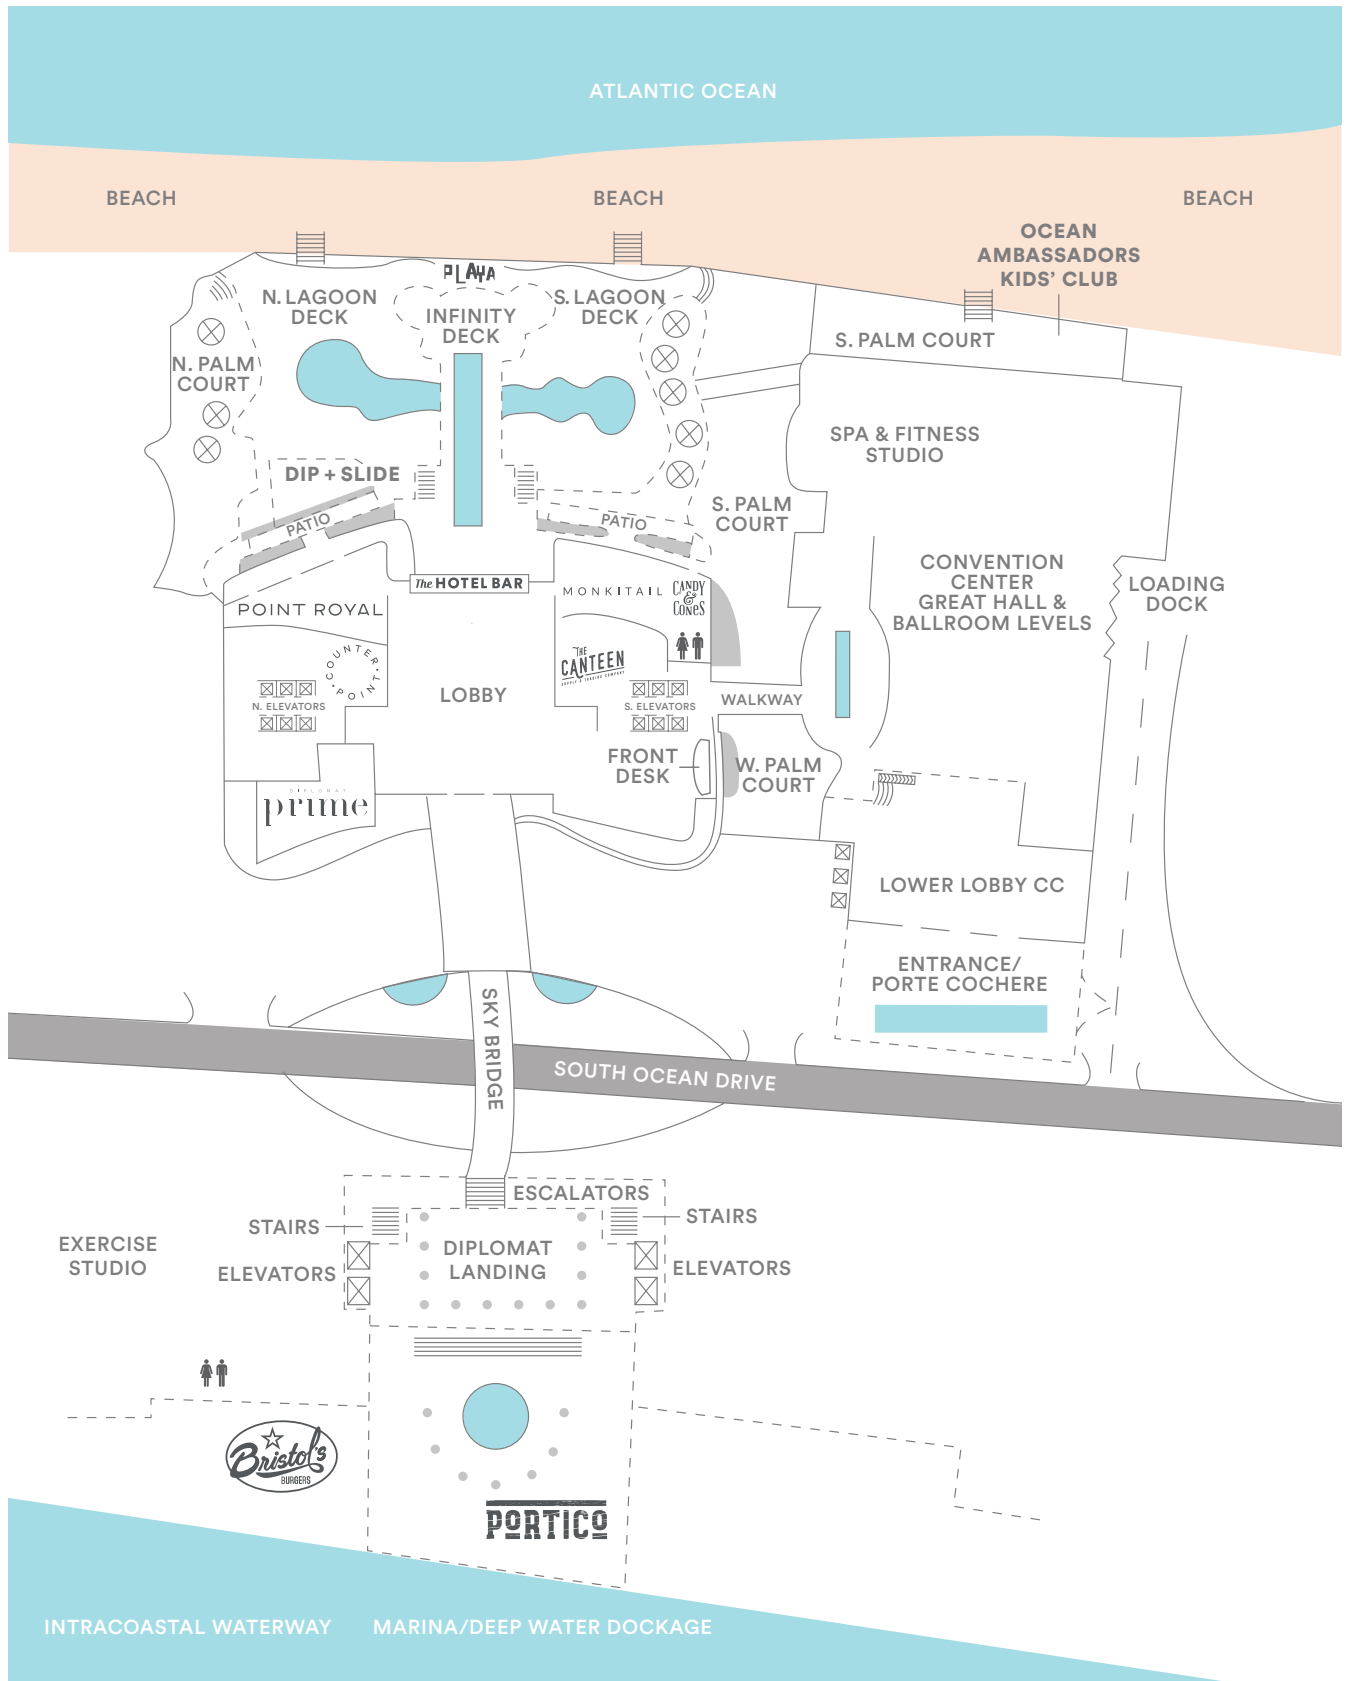 ATLANTIC OCEAN
BEACH
BEACH
BEACH
OCEAN
AMBASSADORS
KIDS' CLUB
PLAYA
N. LAGOON
DECK
INFINITY
DECK
S. LAGOON
DECK
S. PALM COURT
N. PALM
COURT
SPA & FITNESS
STUDIO
DIP + SLIDE
PATIO
PATIO
S. PALM
COURT
CONVENTION
CENTER
GREAT HALL &
BALLROOM LEVELS
LOADING
DOCK
The HOTEL BAR
MONKITAIL
CANDY
&
CONES
POINT ROYAL
COUNTER
POINT
THE
CANTEEN
SUPPLY & TRADING COMPANY
LOBBY
N. ELEVATORS
S. ELEVATORS
WALKWAY
FRONT
DESK
W. PALM
COURT
DIPLOMAT
prime
LOWER LOBBY CC
ENTRANCE/
PORTE COCHERE
SKY BRIDGE
SOUTH OCEAN DRIVE
ESCALATORS
STAIRS
STAIRS
EXERCISE
STUDIO
DIPLOMAT
LANDING
ELEVATORS
ELEVATORS
Bristol's
BURGERS
PORTICO
INTRACOASTAL WATERWAY
MARINA/DEEP WATER DOCKAGE